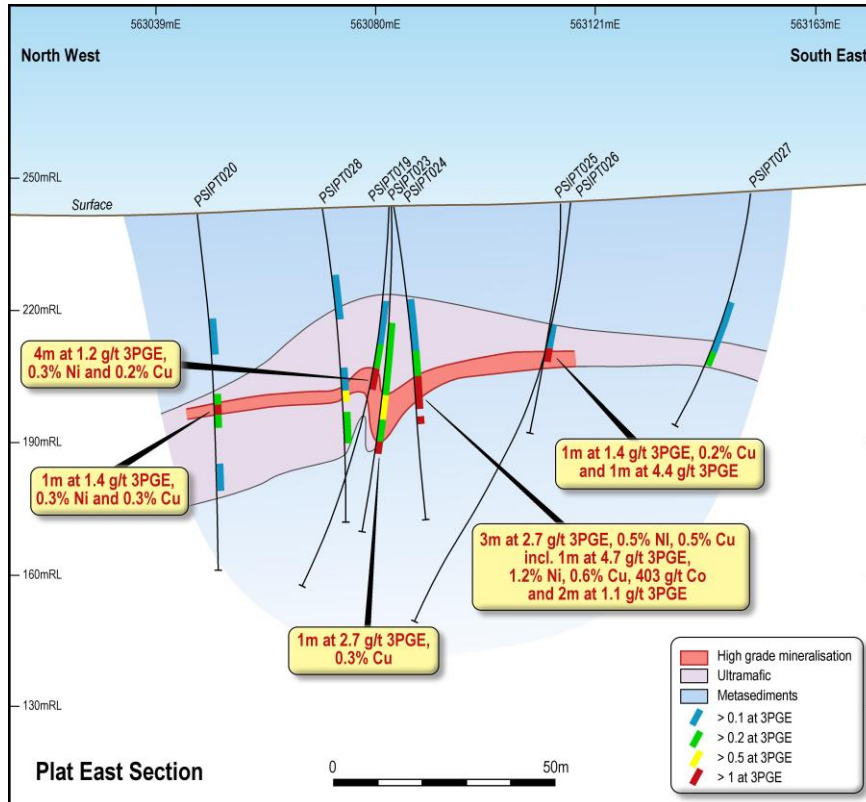 563039mE
563080mE
563121mE
563163mE
North West
South East
250mRL
220mRL
190mRL
160mRL
130mRL
Surface
PSIPT020
PSIPT028
PSIPT019
PSIPT023
PSIPT024
PSIPT025
PSIPT026
PSIPT027
4m at 1.2 g/t 3PGE,
0.3% Ni and 0.2% Cu
1m at 1.4 g/t 3PGE,
0.3% Ni and 0.3% Cu
1m at 1.4 g/t 3PGE, 0.2% Cu
and 1m at 4.4 g/t 3PGE
3m at 2.7 g/t 3PGE, 0.5% NI, 0.5% Cu
incl. 1m at 4.7 g/t 3PGE,
1.2% Ni, 0.6% Cu, 403 g/t Co
and 2m at 1.1 g/t 3PGE
1m at 2.7 g/t 3PGE,
0.3% Cu
High grade mineralisation
Ultramafic
Metasediments
> 0.1 at 3PGE
> 0.2 at 3PGE
> 0.5 at 3PGE
> 1 at 3PGE
Plat East Section
0
50m